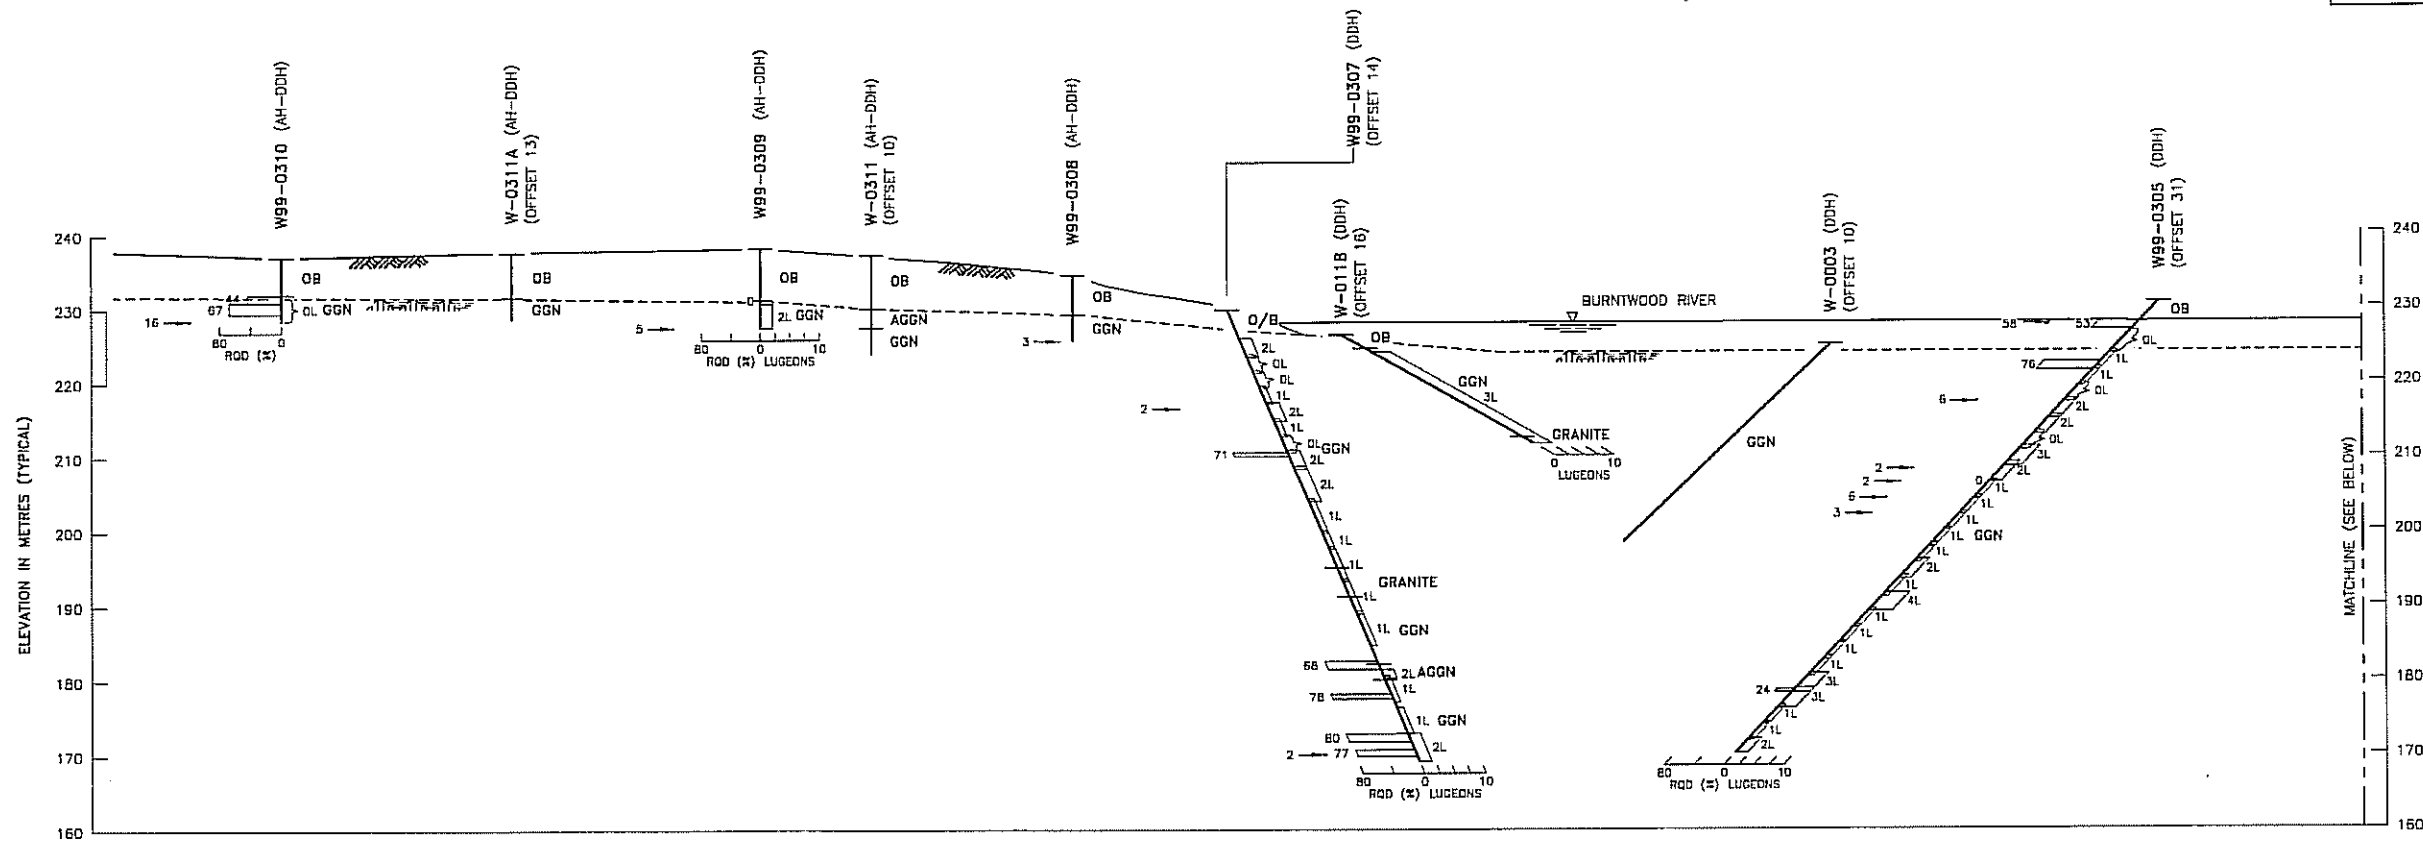 W99-0310 (AH-DDH)
W-0311A (AH-DDH)
(OFFSET 13)
W99-0309 (AH-DDH)
W-0311 (AH-DDH)
(OFFSET 10)
W99-0308 (AH-DDH)
W99-0307 (DDH)
(OFFSET 14)
W-011B (DDH)
(OFFSET 16)
W-0003 (DDH)
(OFFSET 10)
W99-0305 (DDH)
(OFFSET 31)
ELEVATION IN METRES (TYPICAL)
240
230
220
210
200
190
180
170
160
OB
44
67
0L GGN
16
80
0
RQD (%)
OB
GGN
OB
0
2L GGN
5
80
0
10
RQD (%) LUGEONS
OB
AGGN
GGN
OB
GGN
3
O/B
2
2L
0L
0L
1L
2L
1L
0L
GGN
71
2L
2L
1L
1L
1L
GRANITE
1L
1L GGN
68
2L AGGN
78
1L
1L GGN
80
2L
2
77
80
0
10
RQD (%) LUGEONS
OB
GGN
3L
GRANITE
0
10
LUGEONS
BURNTWOOD RIVER
GGN
58
53
OB
0L
1L
76
1L
0L
6
2L
2L
0L
3L
2
2L
2
0
1L
6
1L
3
1L
1L GGN
1L
2L
1L
4L
1L
1L
1L
1L
3L
24
3L
1L
1L
2L
80
0
10
RQD (%) LUGEONS
MATCHLINE (SEE BELOW)
240
230
220
210
200
190
180
170
150